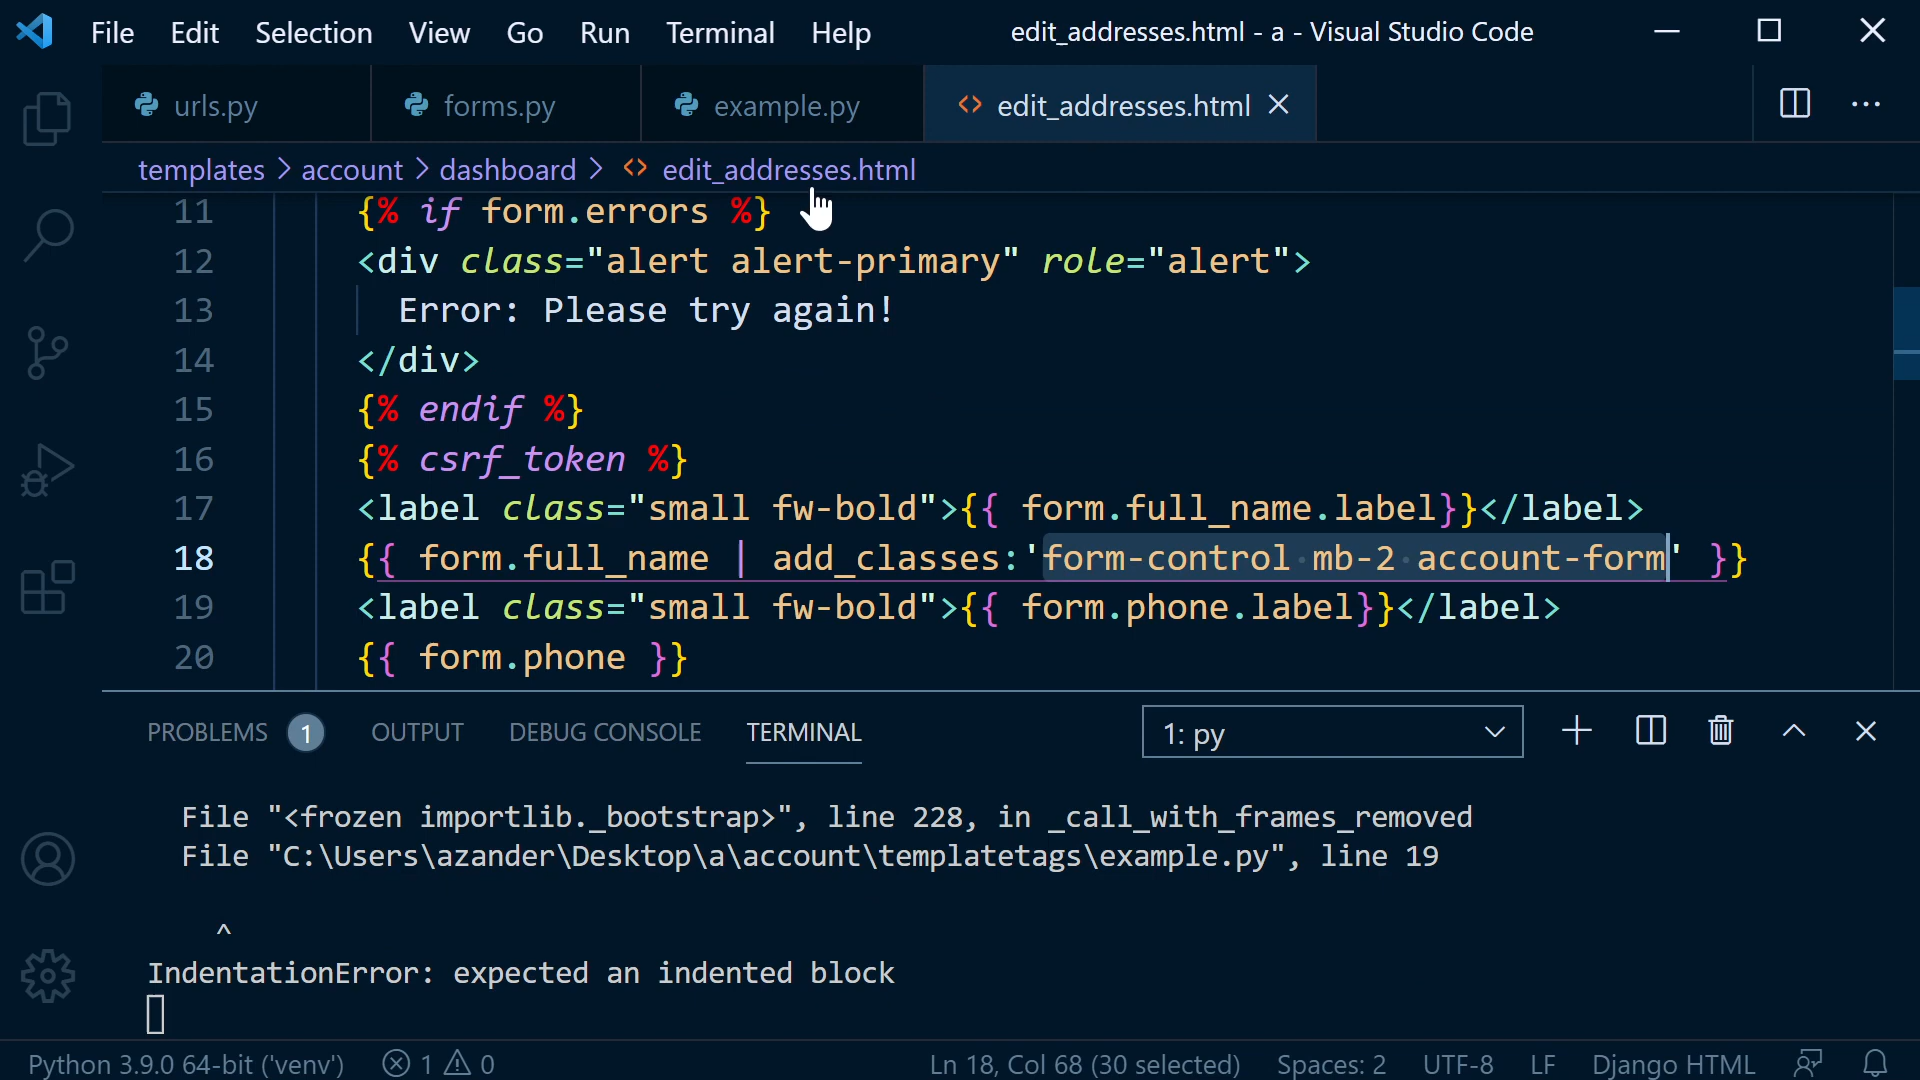 File Edit Selection View Go Run Terminal Help edit_addresses.html - a - Visual Studio Code
urls.py forms.py example.py edit_addresses.html
templates > account > dashboard > <> edit_addresses.html
11 {% if form.errors %}
12 <div class="alert alert-primary" role="alert">
13 Error: Please try again!
14 </div>
15 {% endif %}
16 {% csrf_token %}
17 <label class="small fw-bold">{{ form.full_name.label}}</label>
18 {{ form.full_name | add_classes:'form-control mb-2 account-form' }}
19 <label class="small fw-bold">{{ form.phone.label}}</label>
20 {{ form.phone }}
PROBLEMS 1 OUTPUT DEBUG CONSOLE TERMINAL 1: py
File "<frozen importlib._bootstrap>", line 228, in _call_with_frames_removed
File "C:\Users\azander\Desktop\a\account\templatetags\example.py", line 19
^
IndentationError: expected an indented block
Python 3.9.0 64-bit ('venv') 1 0 Ln 18, Col 68 (30 selected) Spaces: 2 UTF-8 LF Django HTML